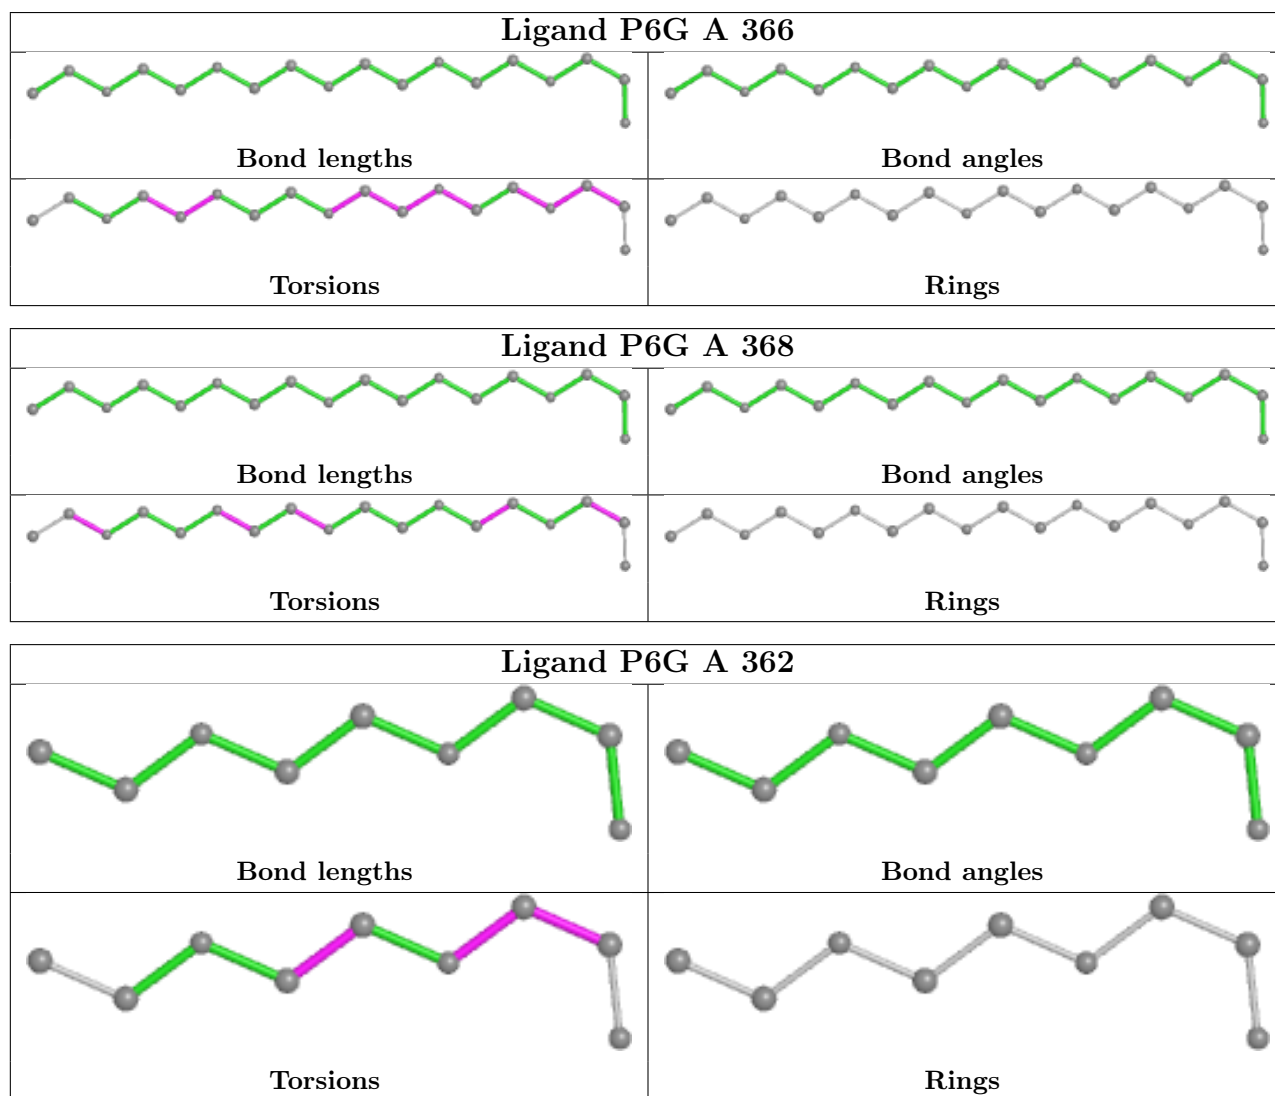 Ligand P6G A 366
Bond lengths
Bond angles
Torsions
Rings
Ligand P6G A 368
Bond lengths
Bond angles
Torsions
Rings
Ligand P6G A 362
Bond lengths
Bond angles
Torsions
Rings